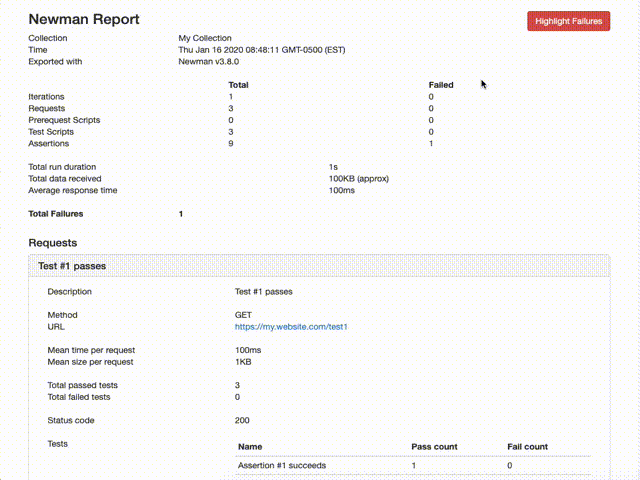 Newman Report
Highlight Failures
Collection My Collection
Time Thu Jan 16 2020 08:48:11 GMT-0500 (EST)
Exported with Newman v3.8.0
Total Failed
Iterations 1 0
Requests 3 0
Prerequest Scripts 0 0
Test Scripts 3 0
Assertions 9 1
Total run duration 1s
Total data received 100KB (approx)
Average response time 100ms
Total Failures 1
Requests
Test #1 passes
Description Test #1 passes
Method GET
URL https://my.website.com/test1
Mean time per request 100ms
Mean size per request 1KB
Total passed tests 3
Total failed tests 0
Status code 200
Tests Name Pass count Fail count
Assertion #1 succeeds 1 0